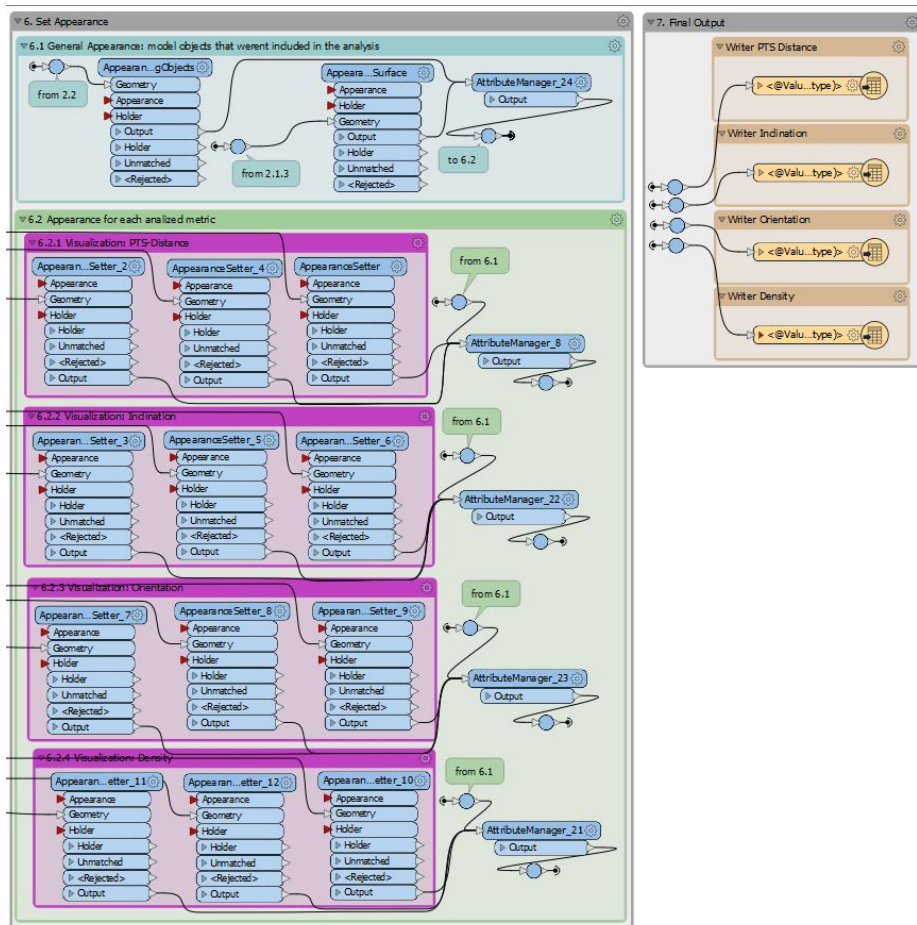 6. Set Appearance
6.1 General Appearance: model objects that werent included in the analysis
Appearan...gObjects
Geometry
Appearance
Holder
Output
Holder
Unmatched
<Rejected>
from 2.2
Appeara...Surface
Appearance
Holder
Geometry
Output
Holder
Unmatched
<Rejected>
from 2.1.3
AttributeManager_24
Output
to 6.2
6.2 Appearance for each analized metric
6.2.1 Visualization: PTS-Distance
Appearan...Setter_2
Appearance
Geometry
Holder
Holder
Unmatched
<Rejected>
Output
AppearanceSetter_4
Appearance
Geometry
Holder
Holder
Unmatched
<Rejected>
Output
AppearanceSetter
Appearance
Geometry
Holder
Holder
Unmatched
<Rejected>
Output
from 6.1
AttributeManager_8
Output
6.2.2 Visualization: Inclination
Appearan...Setter_3
Appearance
Geometry
Holder
Holder
Unmatched
<Rejected>
Output
AppearanceSetter_5
Appearance
Geometry
Holder
Holder
Unmatched
<Rejected>
Output
Appearan...Setter_6
Appearance
Geometry
Holder
Holder
Unmatched
<Rejected>
Output
from 6.1
AttributeManager_22
Output
6.2.3 Visualization: Orientation
Appearan...Setter_7
Appearance
Geometry
Holder
Holder
Unmatched
<Rejected>
Output
AppearanceSetter_8
Appearance
Geometry
Holder
Holder
Unmatched
<Rejected>
Output
Appearan...Setter_9
Appearance
Geometry
Holder
Holder
Unmatched
<Rejected>
Output
from 6.1
AttributeManager_23
Output
6.2.4 Visualization: Density
Appearan...etter_11
Appearance
Geometry
Holder
Holder
Unmatched
<Rejected>
Output
Appearan...etter_12
Appearance
Geometry
Holder
Holder
Unmatched
<Rejected>
Output
Appearan...etter_10
Appearance
Geometry
Holder
Holder
Unmatched
<Rejected>
Output
from 6.1
AttributeManager_21
Output
7. Final Output
Writer PTS Distance
<@Valu...type)>
Writer Inclination
<@Valu...type)>
Writer Orientation
<@Valu...type)>
Writer Density
<@Valu...type)>